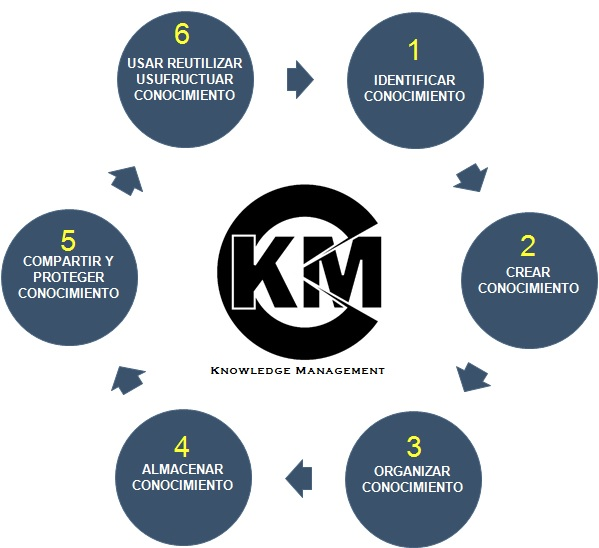 1
IDENTIFICAR
CONOCIMIENTO
2
CREAR
CONOCIMIENTO
3
ORGANIZAR
CONOCIMIENTO
4
ALMACENAR
CONOCIMIENTO
5
COMPARTIR Y
PROTEGER
CONOCIMIENTO
6
USAR REUTILIZAR
USUFRUCTUAR
CONOCIMIENTO
KM
KNOWLEDGE MANAGEMENT